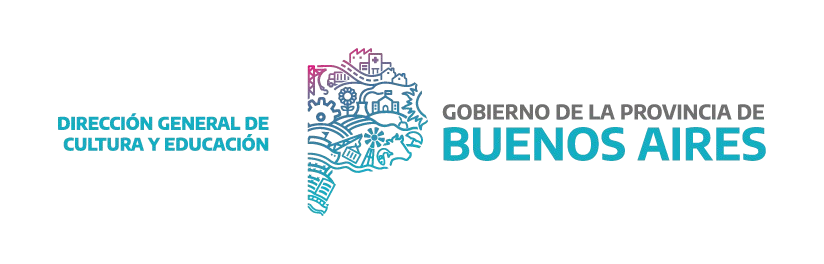 DIRECCIÓN GENERAL DE
CULTURA Y EDUCACIÓN
GOBIERNO DE LA PROVINCIA DE
BUENOS AIRES